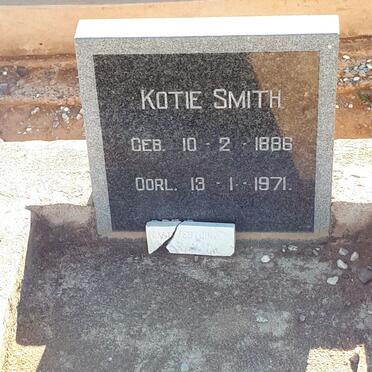 KOTIE SMITH
GEB. 10 - 2 - 1886
OORL. 13 - 1 - 1971.